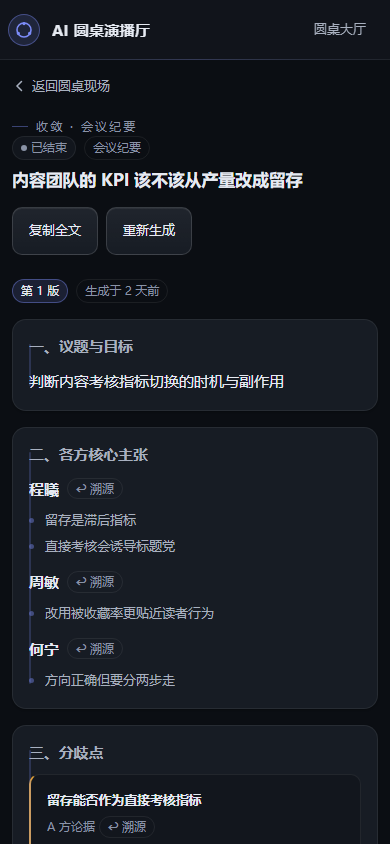 AI 圆桌演播厅 圆桌大厅
返回圆桌现场
收敛 · 会议纪要
已结束 会议纪要
内容团队的 KPI 该不该从产量改成留存
复制全文 重新生成
第 1 版 生成于 2 天前
一、议题与目标
判断内容考核指标切换的时机与副作用
二、各方核心主张
程曦 ↩ 溯源
留存是滞后指标
直接考核会诱导标题党
周敏 ↩ 溯源
改用被收藏率更贴近读者行为
何宁 ↩ 溯源
方向正确但要分两步走
三、分歧点
留存能否作为直接考核指标
A 方论据 ↩ 溯源